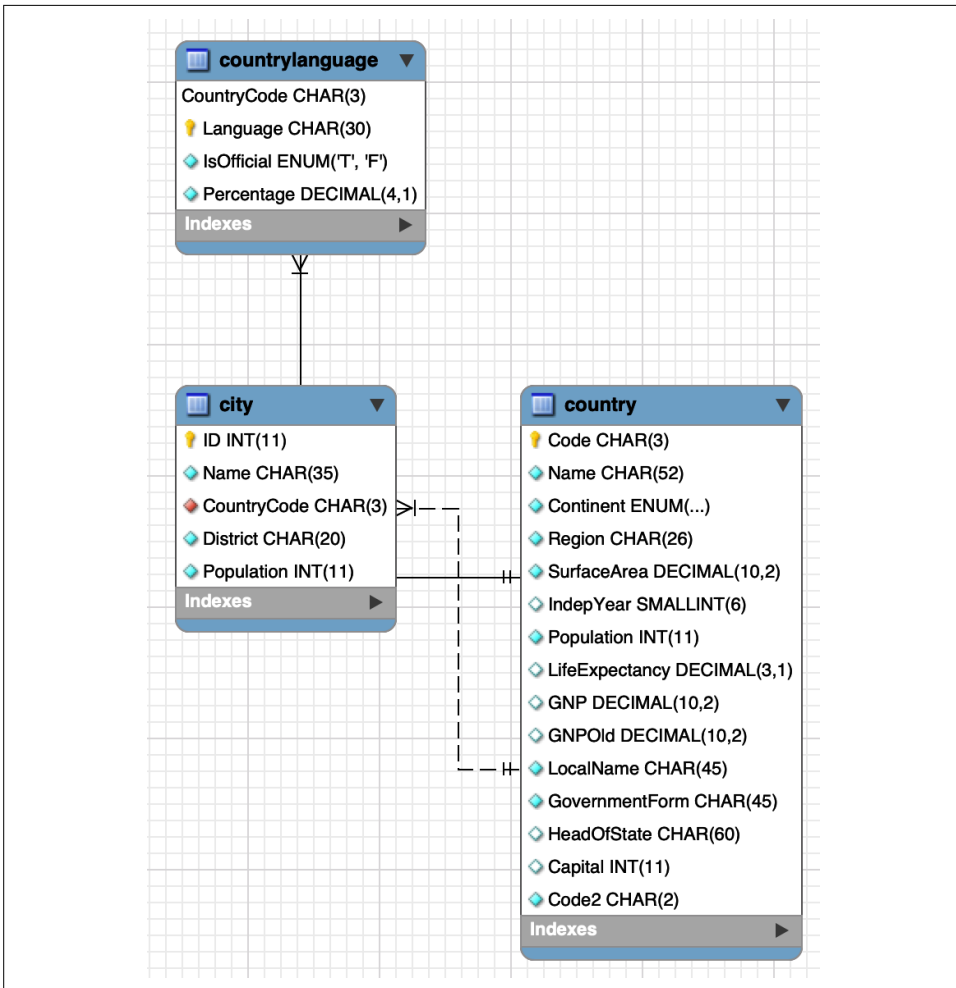 countrylanguage
CountryCode CHAR(3)
Language CHAR(30)
IsOfficial ENUM('T', 'F')
Percentage DECIMAL(4,1)
Indexes
city
ID INT(11)
Name CHAR(35)
CountryCode CHAR(3)
District CHAR(20)
Population INT(11)
Indexes
country
Code CHAR(3)
Name CHAR(52)
Continent ENUM(...)
Region CHAR(26)
SurfaceArea DECIMAL(10,2)
IndepYear SMALLINT(6)
Population INT(11)
LifeExpectancy DECIMAL(3,1)
GNP DECIMAL(10,2)
GNPOld DECIMAL(10,2)
LocalName CHAR(45)
GovernmentForm CHAR(45)
HeadOfState CHAR(60)
Capital INT(11)
Code2 CHAR(2)
Indexes